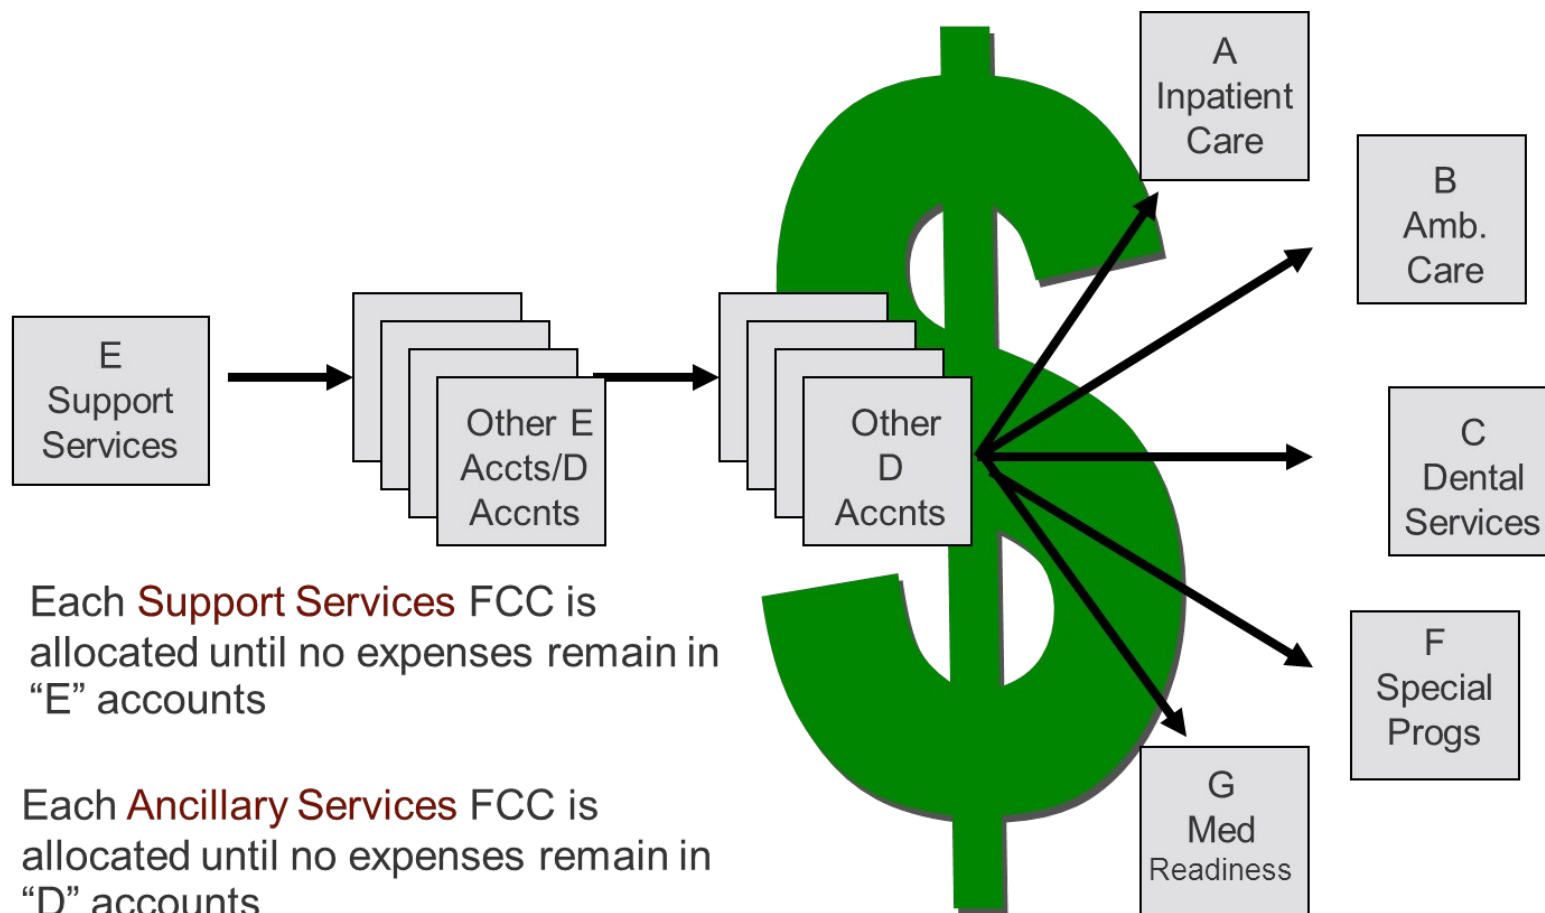 A
Inpatient
Care
B
Amb.
Care
E
Support
Services
Other E
Accts/D
Accnts
Other
D
Accnts
C
Dental
Services
Each Support Services FCC is
allocated until no expenses remain in
“E” accounts
F
Special
Progs
Each Ancillary Services FCC is
allocated until no expenses remain in
“D” accounts
G
Med
Readiness